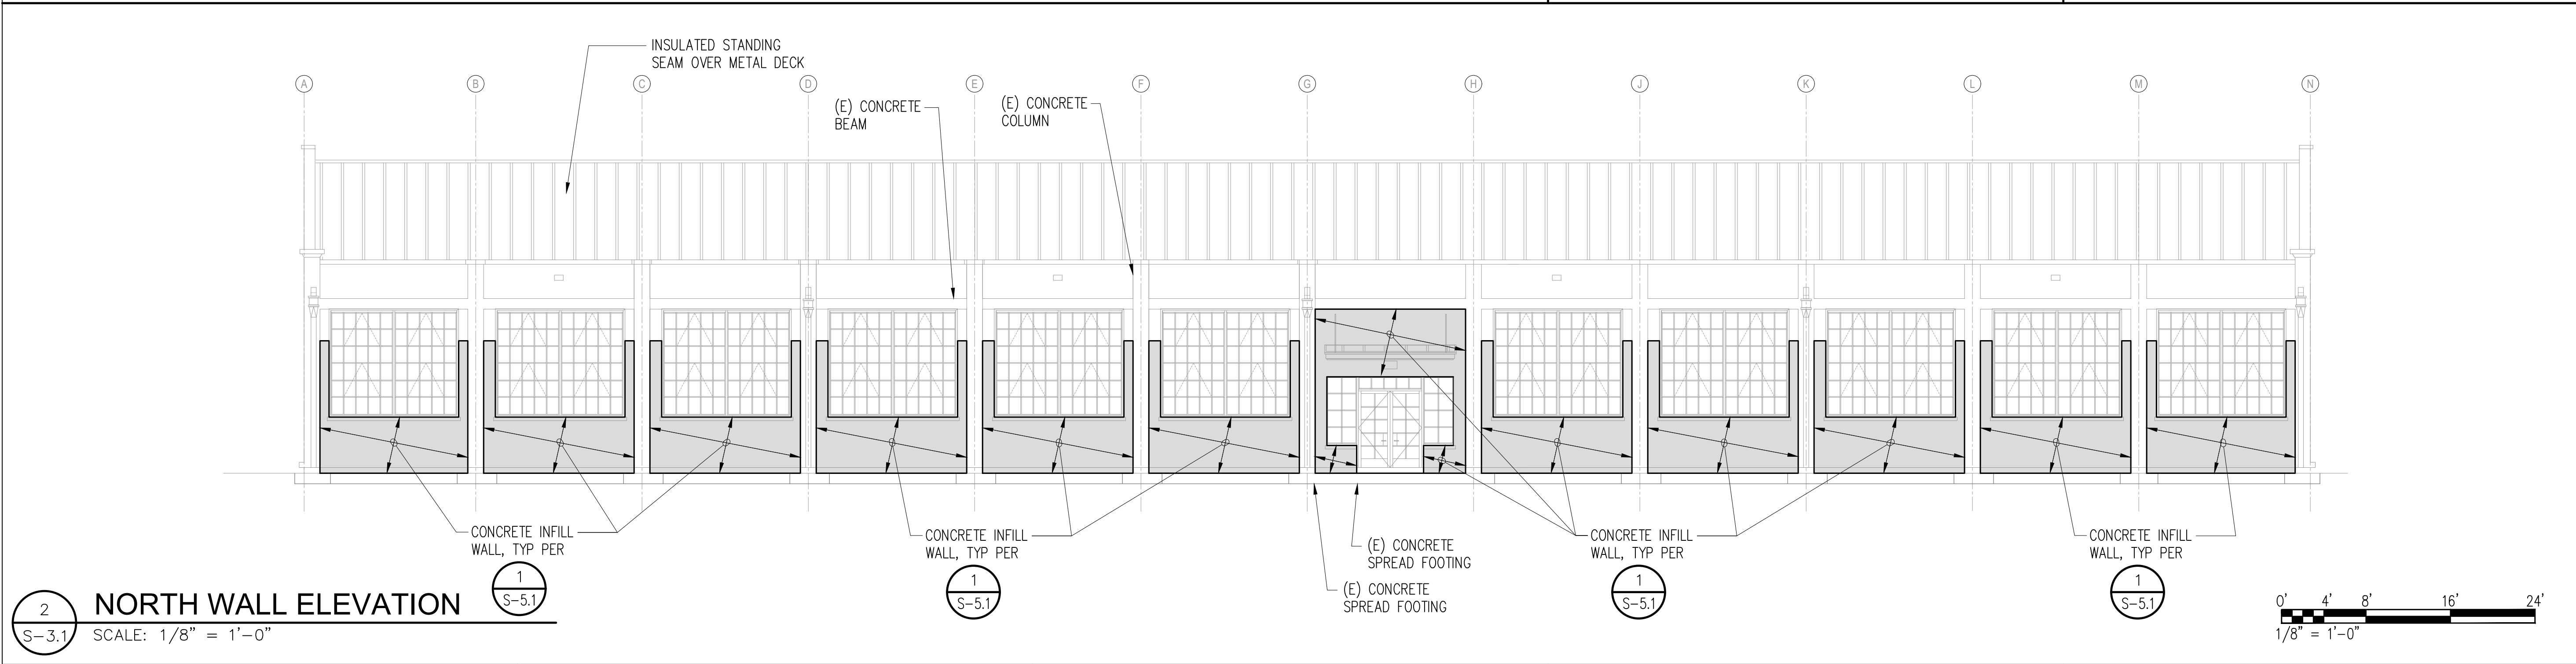 INSULATED STANDING
SEAM OVER METAL DECK
A
B
C
D
E
F
G
H
J
K
L
M
N
(E) CONCRETE
BEAM
(E) CONCRETE
COLUMN
CONCRETE INFILL
WALL, TYP PER
1
S-5.1
CONCRETE INFILL
WALL, TYP PER
1
S-5.1
(E) CONCRETE
SPREAD FOOTING
(E) CONCRETE
SPREAD FOOTING
CONCRETE INFILL
WALL, TYP PER
1
S-5.1
CONCRETE INFILL
WALL, TYP PER
1
S-5.1
2
S-3.1
NORTH WALL ELEVATION
SCALE: 1/8" = 1'-0"
0' 4' 8' 16' 24'
1/8" = 1'-0"